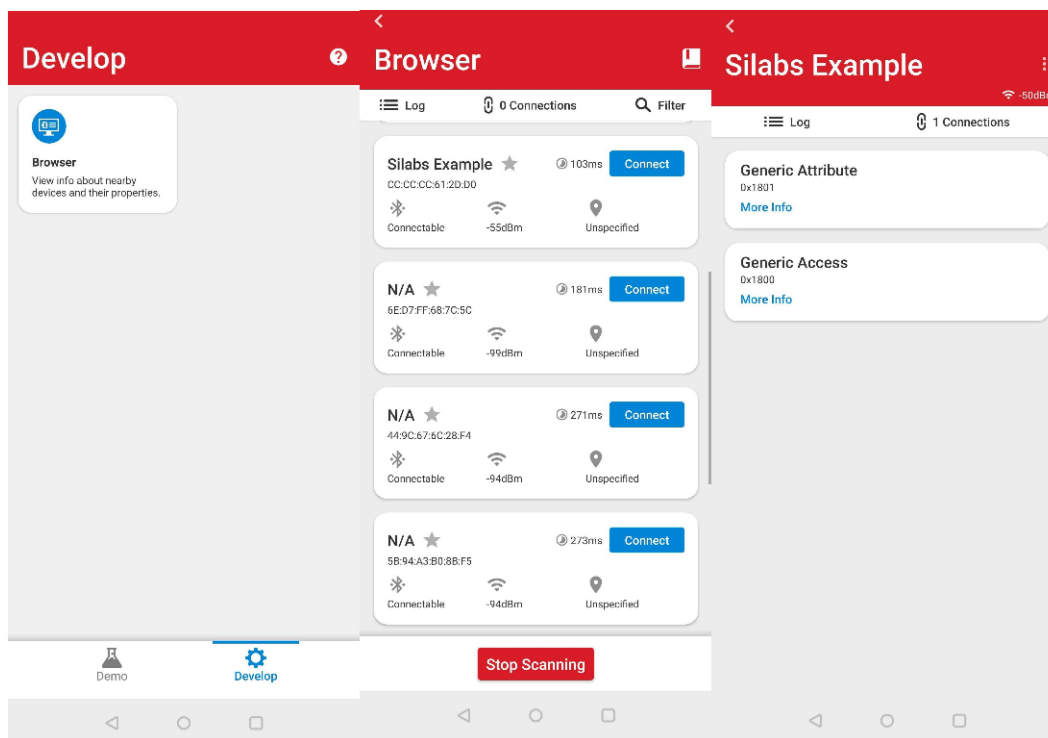 Develop
Browser
View info about nearby
devices and their properties.
Demo
Develop
Browser
Log
0 Connections
Filter
Silabs Example
103ms
Connect
CC:CC:CC:61:2D:D0
Connectable
-55dBm
Unspecified
N/A
181ms
Connect
6E:D7:FF:68:7C:5C
Connectable
-99dBm
Unspecified
N/A
271ms
Connect
44:9C:67:6C:28:F4
Connectable
-94dBm
Unspecified
N/A
273ms
Connect
5B:94:A3:B0:8B:F5
Connectable
-94dBm
Unspecified
Stop Scanning
Silabs Example
-50dBm
Log
1 Connections
Generic Attribute
0x1801
More Info
Generic Access
0x1800
More Info